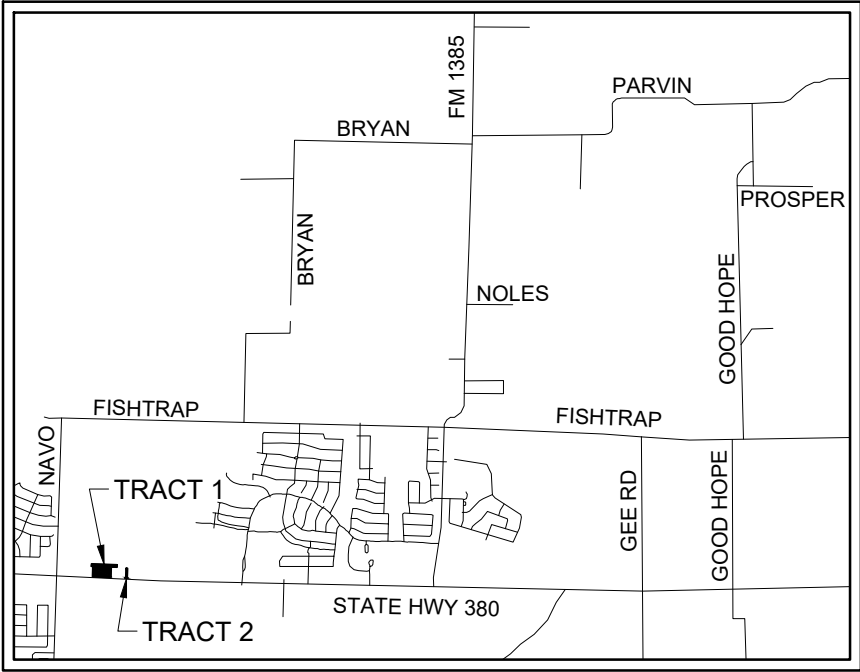 FM 1385
PARVIN
BRYAN
PROSPER
BRYAN
NOLES
GOOD HOPE
FISHTRAP
FISHTRAP
NAVO
TRACT 1
GEE RD
GOOD HOPE
STATE HWY 380
TRACT 2